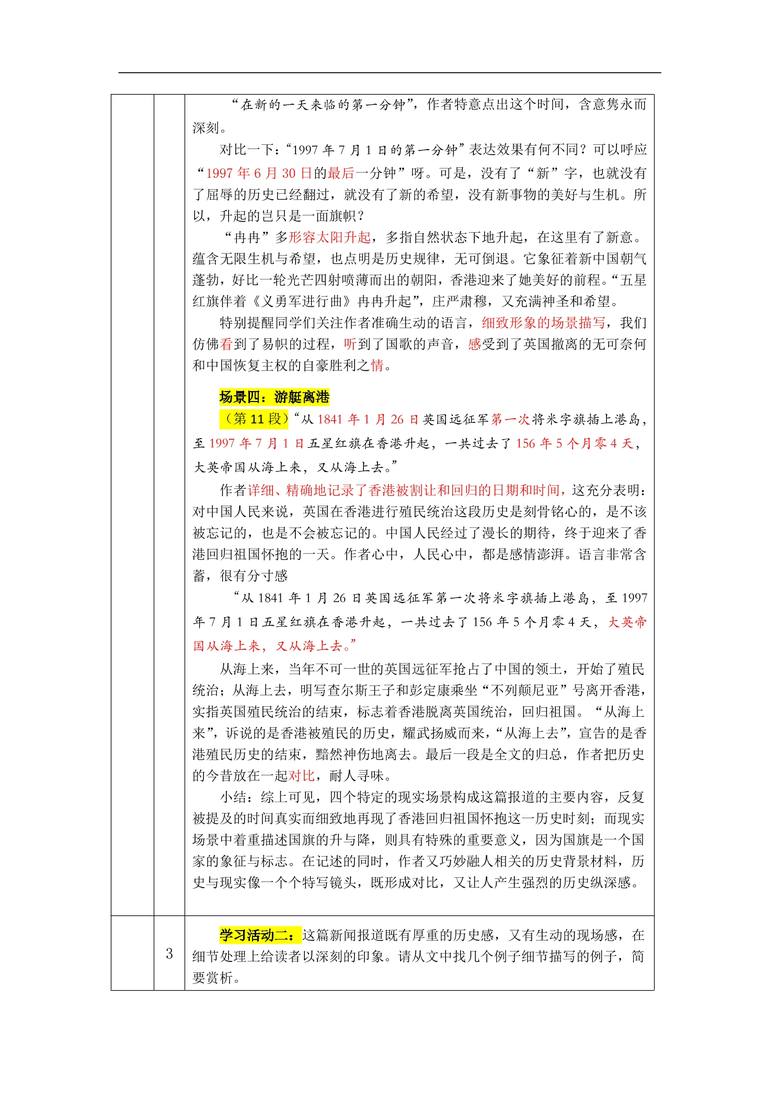 “在新的一天来临的第一分钟”，作者特意点出这个时间，含意隽永而
深刻。
对比一下：“1997 年 7 月 1 日的第一分钟” 表达效果有何不同？可以呼应
“1997 年 6 月 30 日的最后一分钟” 呀。可是，没有了 “新” 字，也就没有
了屈辱的历史已经翻过，就没有了新的希望，没有新事物的美好与生机。所
以，升起的岂只是一面旗帜？
“冉冉” 多形容太阳升起，多指自然状态下地升起，在这里有了新意。
蕴含无限生机与希望，也点明是历史规律，无可倒退。它象征着新中国朝气
蓬勃，好比一轮光芒四射喷薄而出的朝阳，香港迎来了她美好的前程。“五星
红旗伴着《义勇军进行曲》冉冉升起”，庄严肃穆，又充满神圣和希望。
特别提醒同学们关注作者准确生动的语言，细致形象的场景描写，我们
仿佛看到了易帜的过程，听到了国歌的声音，感受到了英国撤离的无可奈何
和中国恢复主权的自豪胜利之情。
场景四：游艇离港
（第 11 段）“从 1841 年 1 月 26 日英国远征军第一次将米字旗插上港岛，
至 1997 年 7 月 1 日五星红旗在香港升起，一共过去了 156 年 5 个月零 4 天，
大英帝国从海上来，又从海上去。”
作者详细、精确地记录了香港被割让和回归的日期和时间，这充分表明：
对中国人民来说，英国在香港进行殖民统治这段历史是刻骨铭心的，是不该
被忘记的，也是不会被忘记的。中国人民经过了漫长的期待，终于迎来了香
港回归祖国怀抱的一天。作者心中，人民心中，都是感情澎湃。语言非常含
蓄，很有分寸感
“从 1841 年 1 月 26 日英国远征军第一次将米字旗插上港岛，至 1997
年 7 月 1 日五星红旗在香港升起，一共过去了 156 年 5 个月零 4 天，大英帝
国从海上来，又从海上去。”
从海上来，当年不可一世的英国远征军抢占了中国的领土，开始了殖民
统治；从海上去，明写查尔斯王子和彭定康乘坐 “不列颠尼亚” 号离开香港，
实指英国殖民统治的结束，标志着香港脱离英国统治，回归祖国。“从海上
来”，诉说的是香港被殖民的历史，耀武扬威而来，“从海上去”，宣告的是香
港殖民历史的结束，黯然神伤地离去。最后一段是全文的归总，作者把历史
的今昔放在一起对比，耐人寻味。
小结：综上可见，四个特定的现实场景构成这篇报道的主要内容，反复
被提及的时间真实而细致地再现了香港回归祖国怀抱这一历史时刻；而现实
场景中着重描述国旗的升与降，则具有特殊的重要意义，因为国旗是一个国
家的象征与标志。在记述的同时，作者又巧妙融人相关的历史背景材料，历
史与现实像一个个特写镜头，既形成对比，又让人产生强烈的历史纵深感。
3
学习活动二：这篇新闻报道既有厚重的历史感，又有生动的现场感，在
细节处理上给读者以深刻的印象。请从文中找几个例子细节描写的例子，简
要赏析。